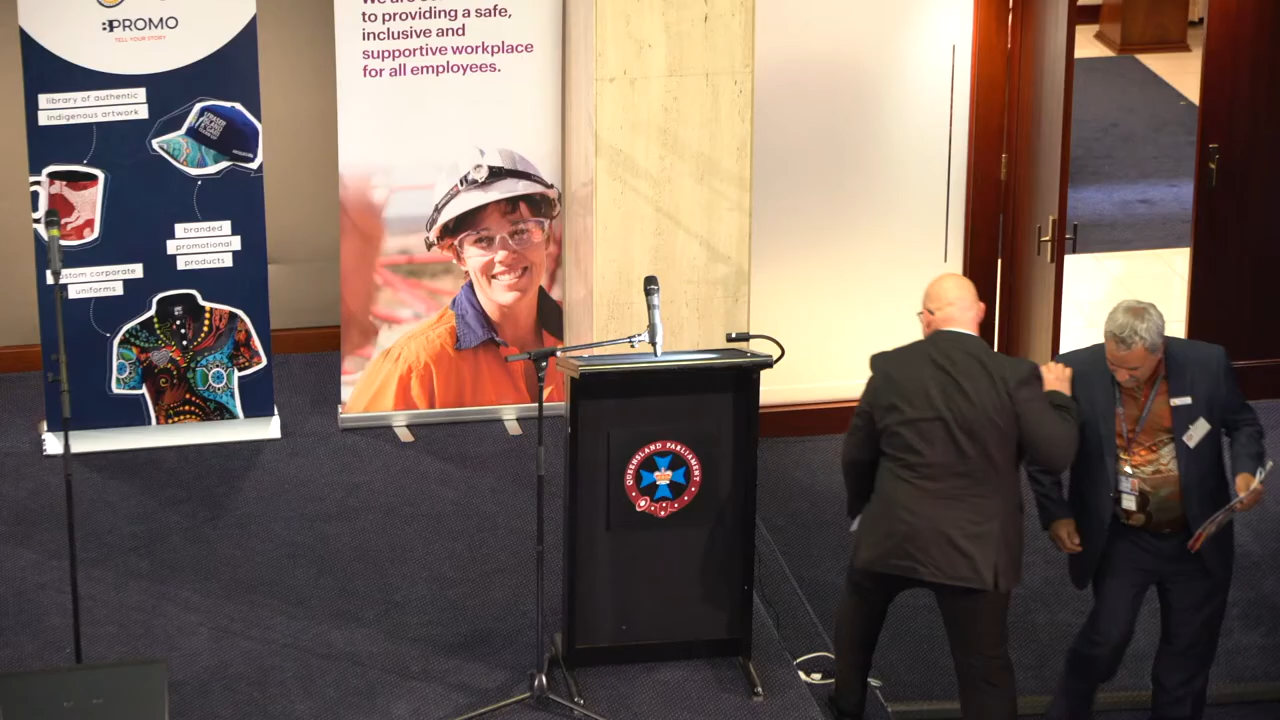 PROMO
TELL YOUR STORY
library of authentic
Indigenous artwork
branded
promotional
products
custom corporate
uniforms
to providing a safe,
inclusive and
supportive workplace
for all employees.
QUEENSLAND PARLIAMENT